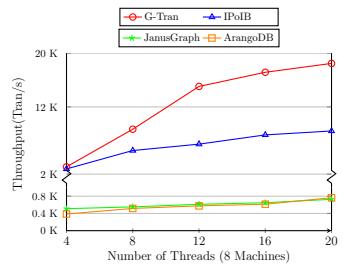 G-Tran IPoIB
JanusGraph ArangoDB
20 K
12 K
2 K
0.8 K
0.4 K
0 K
Throughput(Tran/s)
4 8 12 16 20
Number of Threads (8 Machines)